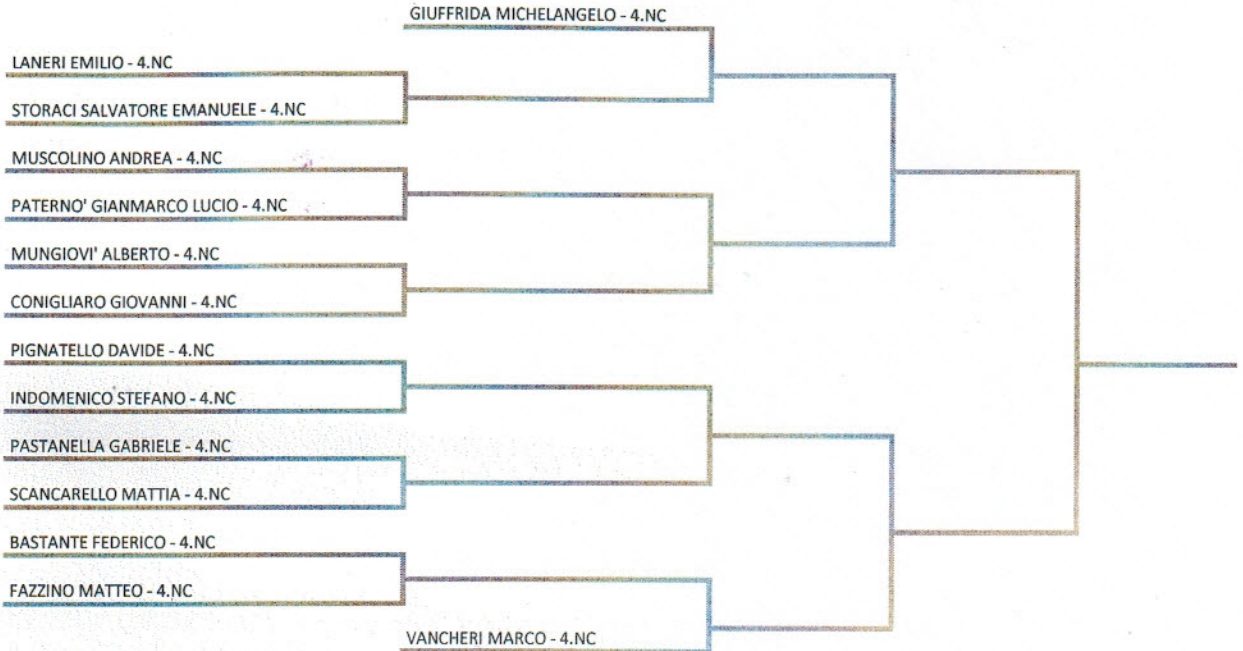 GIUFFRIDA MICHELANGELO - 4.NC
LANERI EMILIO - 4.NC
STORACI SALVATORE EMANUELE - 4.NC
MUSCOLINO ANDREA - 4.NC
PATERNO' GIANMARCO LUCIO - 4.NC
MUNGIOVI' ALBERTO - 4.NC
CONIGLIARO GIOVANNI - 4.NC
PIGNATELLO DAVIDE - 4.NC
INDOMENICO STEFANO - 4.NC
PASTANELLA GABRIELE - 4.NC
SCANCARELLO MATTIA - 4.NC
BASTANTE FEDERICO - 4.NC
FAZZINO MATTEO - 4.NC
VANCHERI MARCO - 4.NC